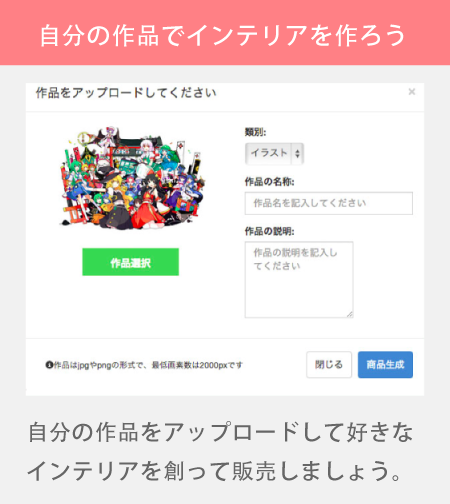 自分の作品でインテリアを作ろう
作品をアップロードしてください
×
類別:
イラスト
作品の名称:
作品名を記入してください
作品の説明:
作品の説明を記入し
てください
作品選択
作品はjpgやpngの形式で、最低画素数は2000pxです
閉じる
商品生成
自分の作品をアップロードして好きな
インテリアを創って販売しましょう。